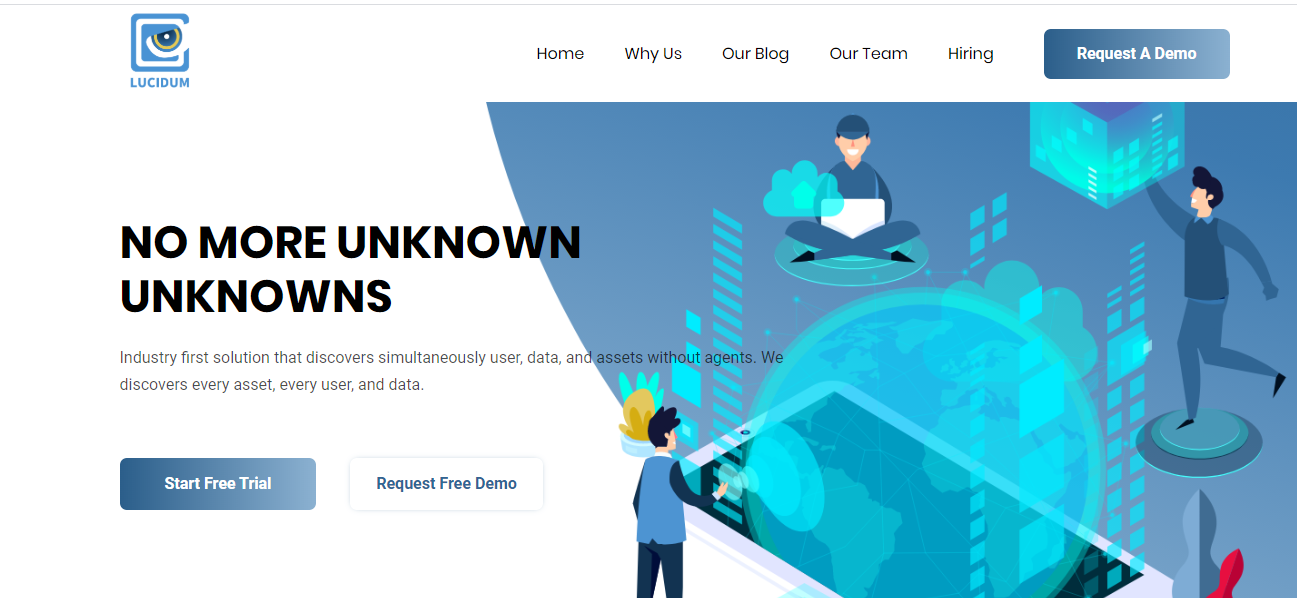 LUCIDUM
Home Why Us Our Blog Our Team Hiring Request A Demo
NO MORE UNKNOWN
UNKNOWNS
Industry first solution that discovers simultaneously user, data, and assets without agents. We
discovers every asset, every user, and data.
Start Free Trial Request Free Demo